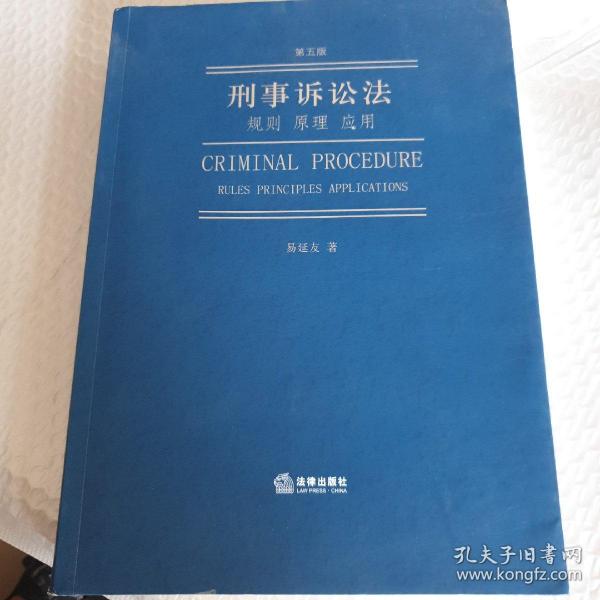 第五版
刑事诉讼法
规则 原理 应用
CRIMINAL PROCEDURE
RULES PRINCIPLES APPLICATIONS
易延友 著
法律出版社
LAW PRESS·CHINA
孔夫子旧书网
www.kongfz.com